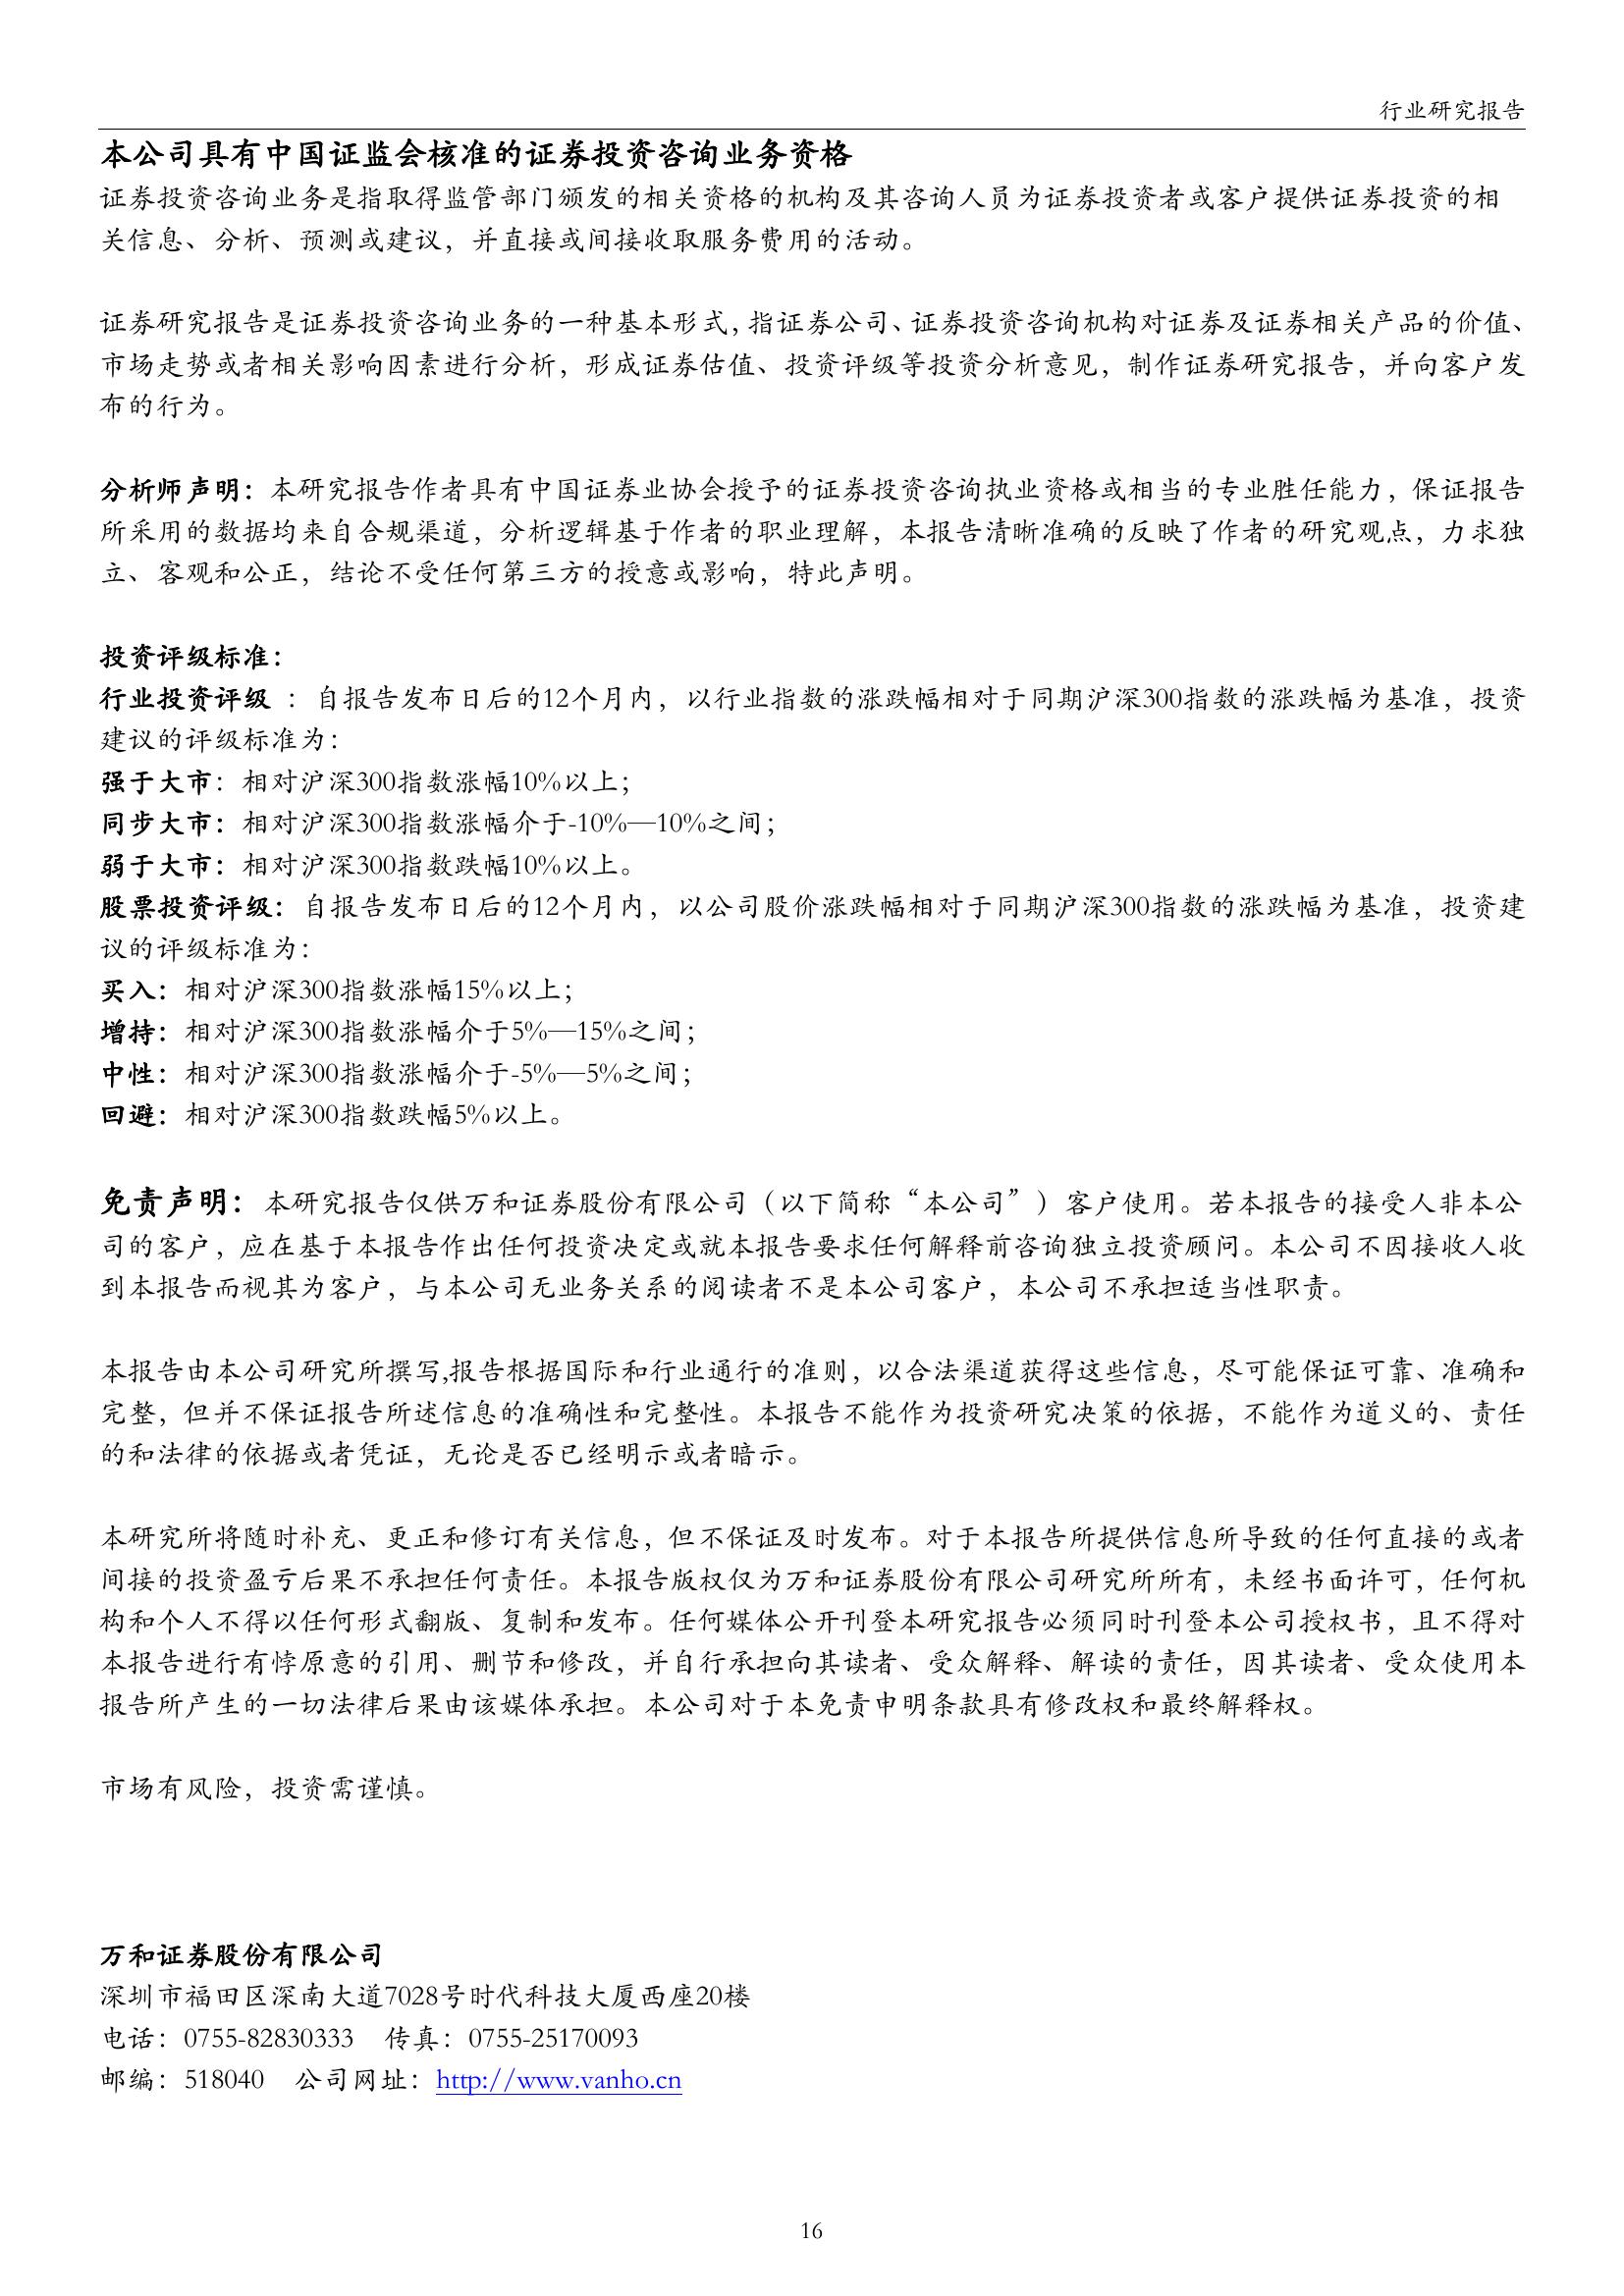 行业研究报告
本公司具有中国证监会核准的证券投资咨询业务资格
证券投资咨询业务是指取得监管部门颁发的相关资格的机构及其咨询人员为证券投资者或客户提供证券投资的相
关信息、分析、预测或建议，并直接或间接收取服务费用的活动。
证券研究报告是证券投资咨询业务的一种基本形式，指证券公司、证券投资咨询机构对证券及证券相关产品的价值、
市场走势或者相关影响因素进行分析，形成证券估值、投资评级等投资分析意见，制作证券研究报告，并向客户发
布的行为。
分析师声明：本研究报告作者具有中国证券业协会授予的证券投资咨询执业资格或相当的专业胜任能力，保证报告
所采用的数据均来自合规渠道，分析逻辑基于作者的职业理解，本报告清晰准确的反映了作者的研究观点，力求独
立、客观和公正，结论不受任何第三方的授意或影响，特此声明。
投资评级标准：
行业投资评级 ：自报告发布日后的12个月内，以行业指数的涨跌幅相对于同期沪深300指数的涨跌幅为基准，投资
建议的评级标准为：
强于大市：相对沪深300指数涨幅10%以上；
同步大市：相对沪深300指数涨幅介于-10%—10%之间；
弱于大市：相对沪深300指数跌幅10%以上。
股票投资评级：自报告发布日后的12个月内，以公司股价涨跌幅相对于同期沪深300指数的涨跌幅为基准，投资建
议的评级标准为：
买入：相对沪深300指数涨幅15%以上；
增持：相对沪深300指数涨幅介于5%—15%之间；
中性：相对沪深300指数涨幅介于-5%—5%之间；
回避：相对沪深300指数跌幅5%以上。
免责声明：本研究报告仅供万和证券股份有限公司（以下简称“本公司”）客户使用。若本报告的接受人非本公
司的客户，应在基于本报告作出任何投资决定或就本报告要求任何解释前咨询独立投资顾问。本公司不因接收人收
到本报告而视其为客户，与本公司无业务关系的阅读者不是本公司客户，本公司不承担适当性职责。
本报告由本公司研究所撰写,报告根据国际和行业通行的准则，以合法渠道获得这些信息，尽可能保证可靠、准确和
完整，但并不保证报告所述信息的准确性和完整性。本报告不能作为投资研究决策的依据，不能作为道义的、责任
的和法律的依据或者凭证，无论是否已经明示或者暗示。
本研究所将随时补充、更正和修订有关信息，但不保证及时发布。对于本报告所提供信息所导致的任何直接的或者
间接的投资盈亏后果不承担任何责任。本报告版权仅为万和证券股份有限公司研究所所有，未经书面许可，任何机
构和个人不得以任何形式翻版、复制和发布。任何媒体公开刊登本研究报告必须同时刊登本公司授权书，且不得对
本报告进行有悖原意的引用、删节和修改，并自行承担向其读者、受众解释、解读的责任，因其读者、受众使用本
报告所产生的一切法律后果由该媒体承担。本公司对于本免责申明条款具有修改权和最终解释权。
市场有风险，投资需谨慎。
万和证券股份有限公司
深圳市福田区深南大道7028号时代科技大厦西座20楼
电话：0755-82830333 传真：0755-25170093
邮编：518040 公司网址：http://www.vanho.cn
16